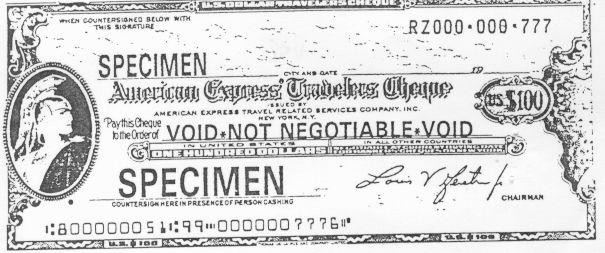 U.S. DOLLAR TRAVELERS CHEQUE
WHEN COUNTERSIGNED BELOW WITH
THIS SIGNATURE
RZ000·000·777
SPECIMEN
CITY AND DATE
19
American Express Travelers Cheque
ISSUED BY
AMERICAN EXPRESS TRAVEL RELATED SERVICES COMPANY, INC.
NEW YORK, N.Y.
US $100
Pay this Cheque
to the Order of VOID*NOT NEGOTIABLE*VOID
IN UNITED STATES IN ALL OTHER COUNTRIES
ONE HUNDRED DOLLARS
SPECIMEN
CHAIRMAN
COUNTERSIGN HERE IN PRESENCE OF PERSON CASHING
⑆800000051⑆99⑈0000007776⑈
U.S. $100 U.S. $100